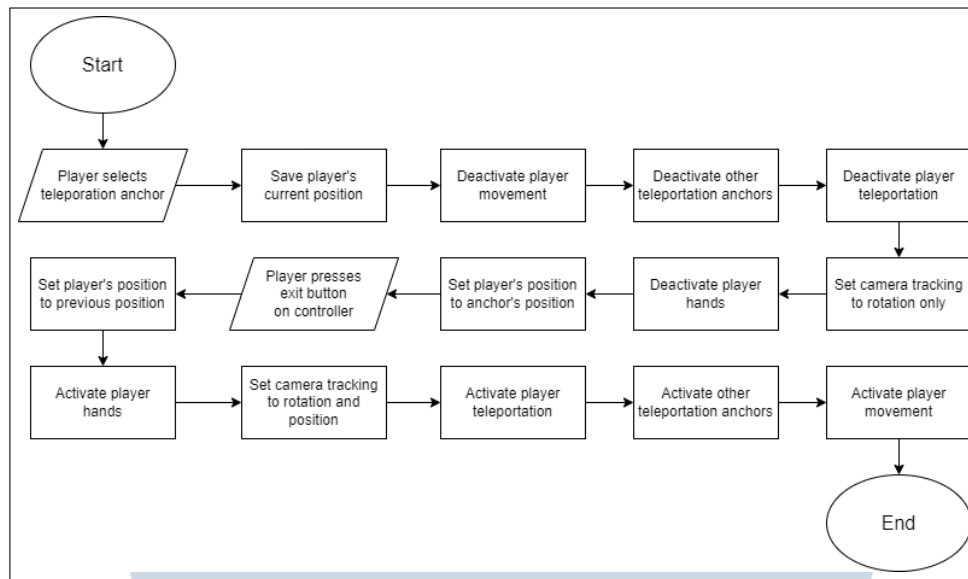 Start
Player selects
teleporation anchor
Save player's
current position
Deactivate player
movement
Deactivate other
teleportation anchors
Deactivate player
teleportation
Set camera tracking
to rotation only
Deactivate player
hands
Set player's position
to anchor's position
Player presses
exit button
on controller
Set player's position
to previous position
Activate player
hands
Set camera tracking
to rotation and
position
Activate player
teleportation
Activate other
teleportation anchors
Activate player
movement
End